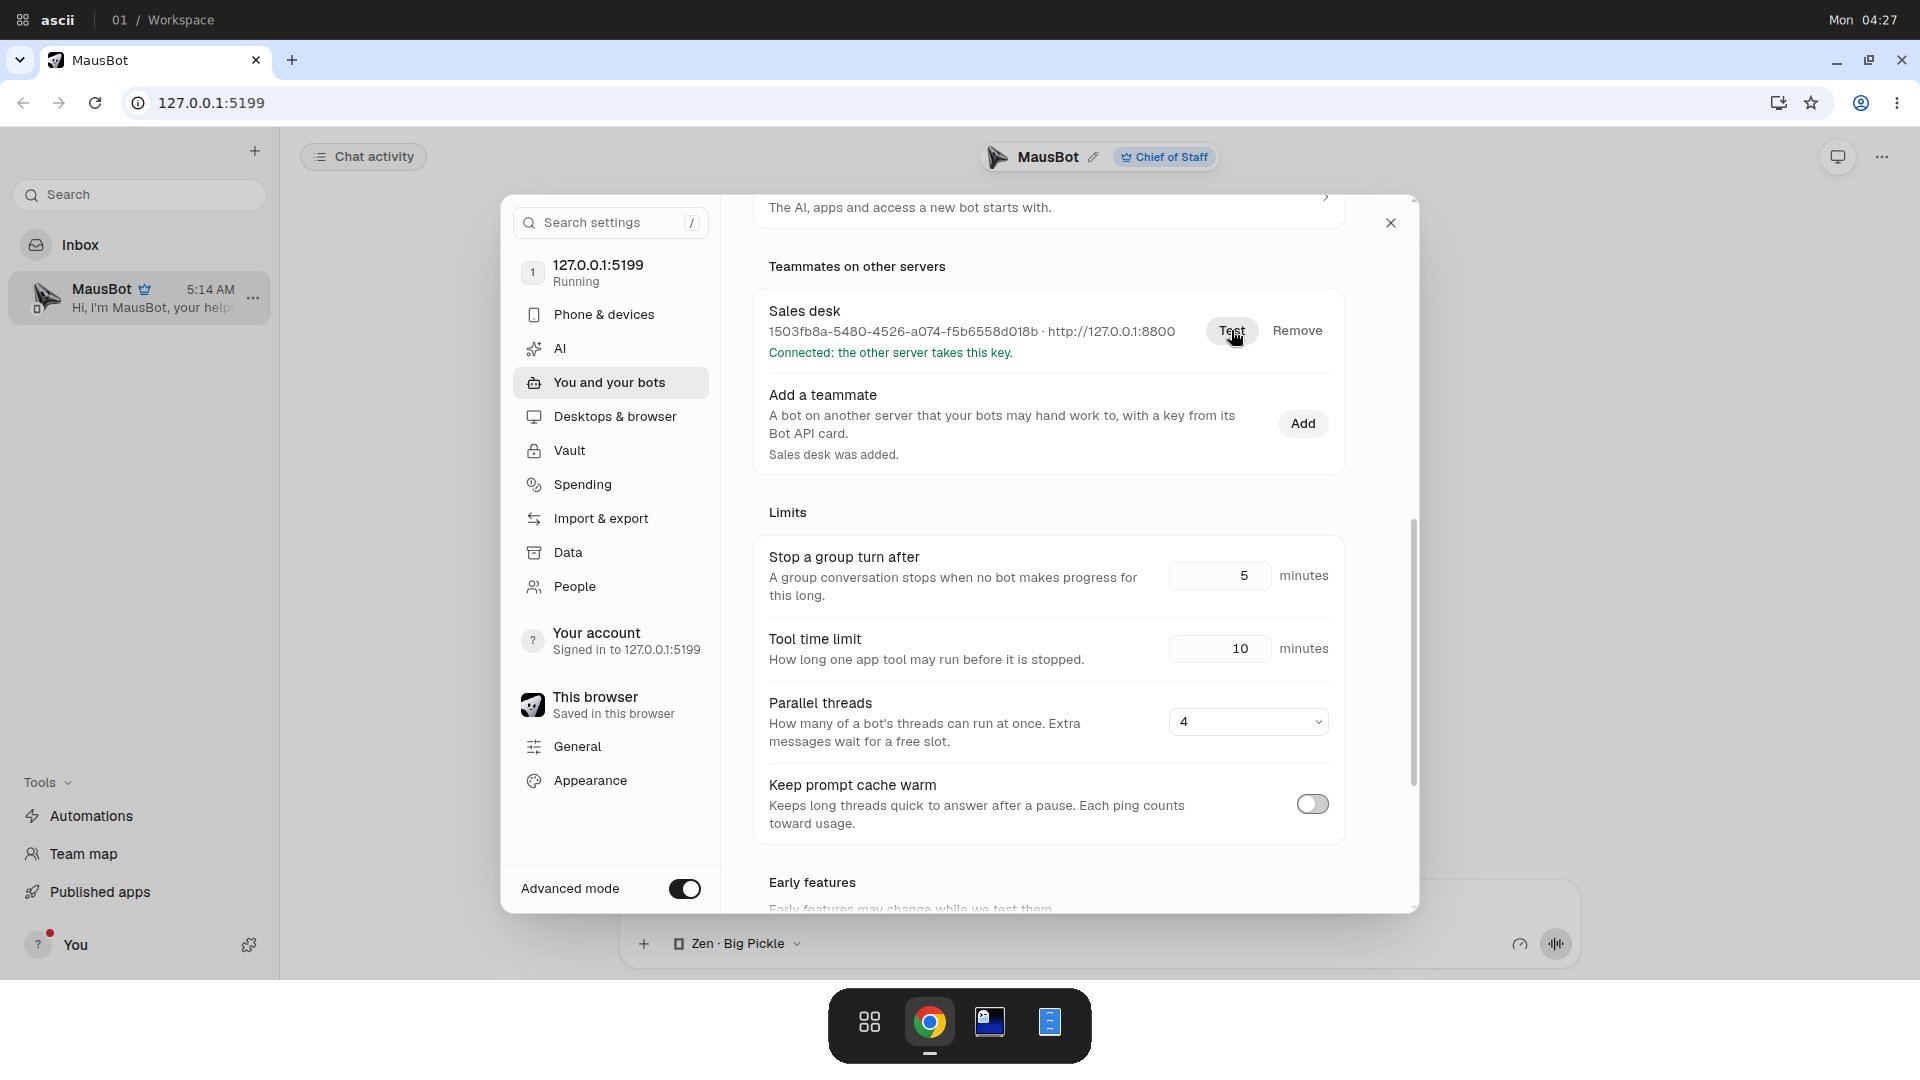 ascii
01 / Workspace
Mon 04:27
MausBot
127.0.0.1:5199
Chat activity
MausBot
Chief of Staff
Search
Inbox
MausBot
5:14 AM
Hi, I'm MausBot, your help
Tools
Automations
Team map
Published apps
? You
Search settings /
1
127.0.0.1:5199
Running
Phone & devices
AI
You and your bots
Desktops & browser
Vault
Spending
Import & export
Data
People
?
Your account
Signed in to 127.0.0.1:5199
This browser
Saved in this browser
General
Appearance
Advanced mode
The AI, apps and access a new bot starts with.
Teammates on other servers
Sales desk
1503fb8a-5480-4526-a074-f5b6558d018b · http://127.0.0.1:8800
Connected: the other server takes this key.
Test
Remove
Add a teammate
A bot on another server that your bots may hand work to, with a key from its
Bot API card.
Sales desk was added.
Add
Limits
Stop a group turn after
A group conversation stops when no bot makes progress for
this long.
5 minutes
Tool time limit
How long one app tool may run before it is stopped.
10 minutes
Parallel threads
How many of a bot's threads can run at once. Extra
messages wait for a free slot.
4
Keep prompt cache warm
Keeps long threads quick to answer after a pause. Each ping counts
toward usage.
Early features
Early features may change while we test them
Zen · Big Pickle